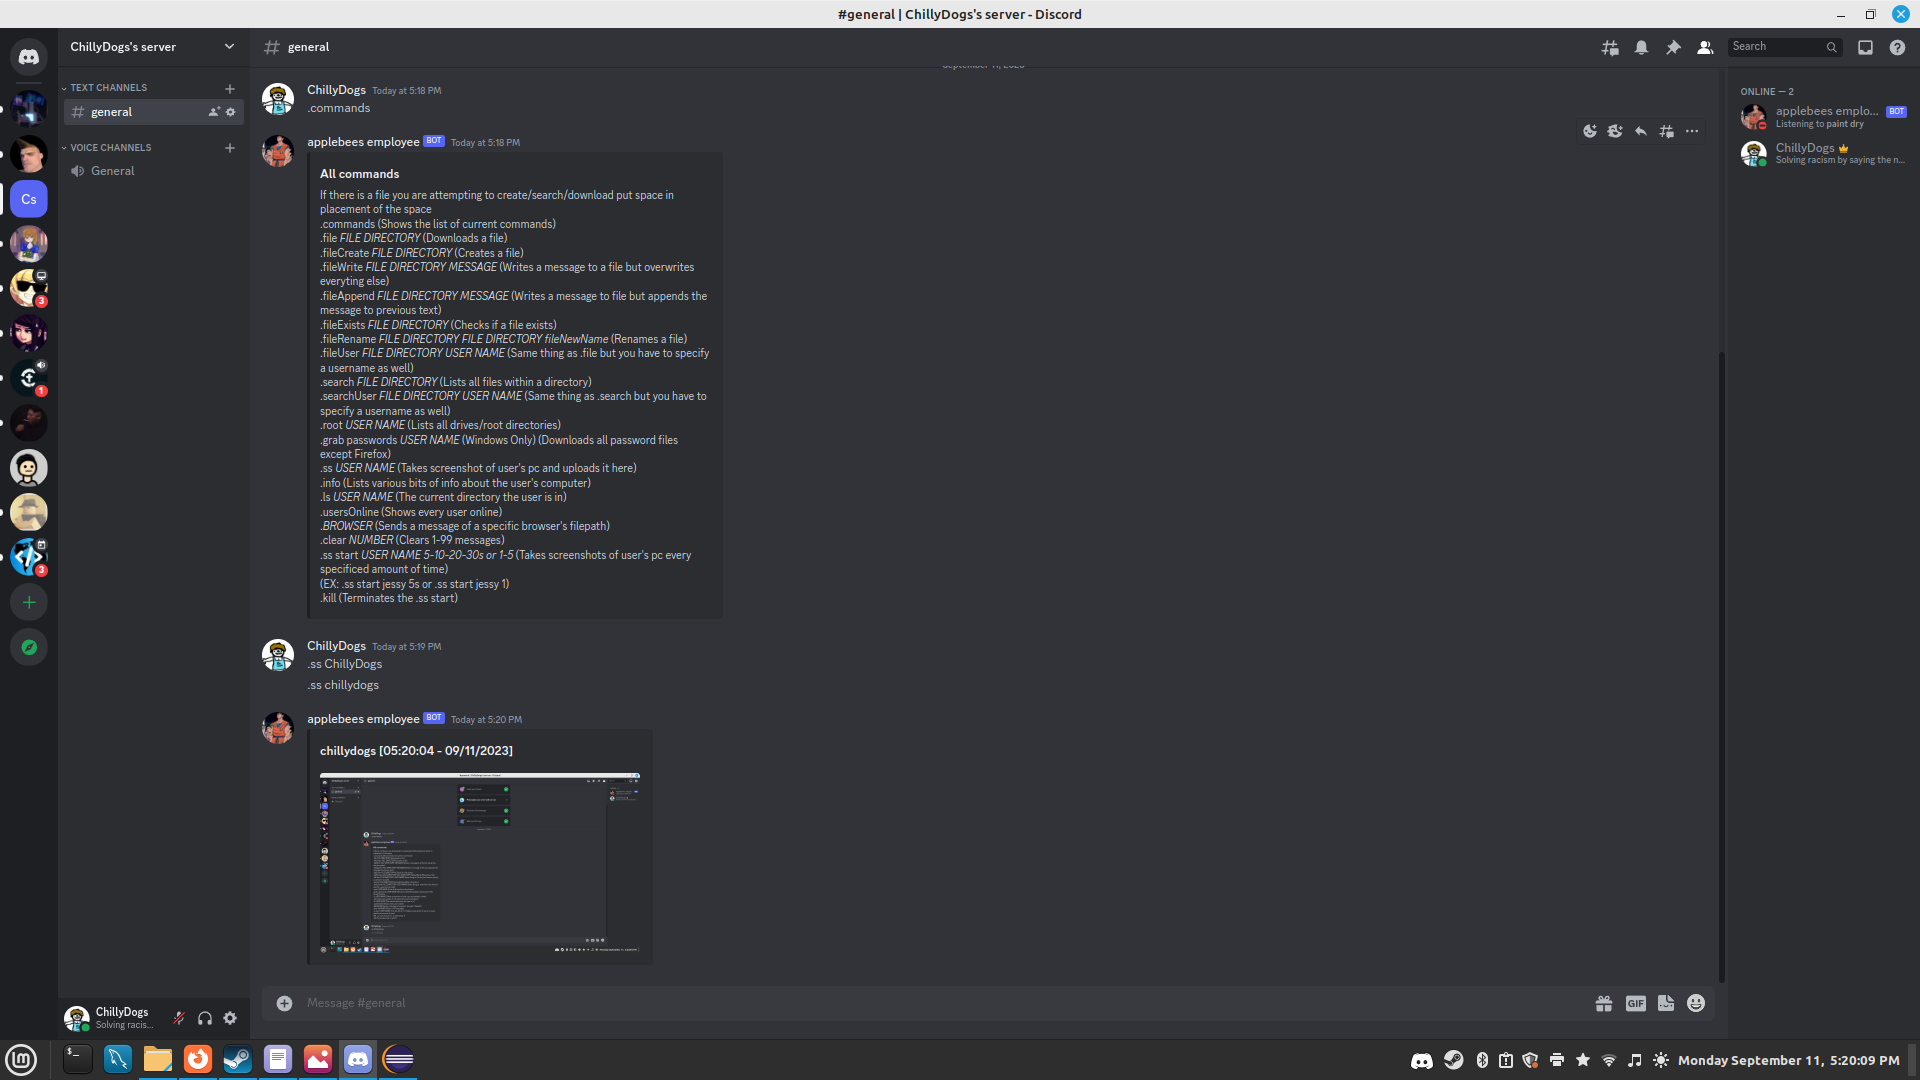 #general | ChillyDogs's server - Discord
ChillyDogs's server
general
Search
TEXT CHANNELS
general
VOICE CHANNELS
General
Cs
3
1
3
September 11, 2023
ChillyDogs Today at 5:18 PM
.commands
applebees employee BOT Today at 5:18 PM
All commands
If there is a file you are attempting to create/search/download put space in
placement of the space
.commands (Shows the list of current commands)
.file FILE DIRECTORY (Downloads a file)
.fileCreate FILE DIRECTORY (Creates a file)
.fileWrite FILE DIRECTORY MESSAGE (Writes a message to a file but overwrites
everyting else)
.fileAppend FILE DIRECTORY MESSAGE (Writes a message to file but appends the
message to previous text)
.fileExists FILE DIRECTORY (Checks if a file exists)
.fileRename FILE DIRECTORY FILE DIRECTORY fileNewName (Renames a file)
.fileUser FILE DIRECTORY USER NAME (Same thing as .file but you have to specify
a username as well)
.search FILE DIRECTORY (Lists all files within a directory)
.searchUser FILE DIRECTORY USER NAME (Same thing as .search but you have to
specify a username as well)
.root USER NAME (Lists all drives/root directories)
.grab passwords USER NAME (Windows Only) (Downloads all password files
except Firefox)
.ss USER NAME (Takes screenshot of user's pc and uploads it here)
.info (Lists various bits of info about the user's computer)
.ls USER NAME (The current directory the user is in)
.usersOnline (Shows every user online)
.BROWSER (Sends a message of a specific browser's filepath)
.clear NUMBER (Clears 1-99 messages)
.ss start USER NAME 5-10-20-30s or 1-5 (Takes screenshots of user's pc every
specificed amount of time)
(EX: .ss start jessy 5s or .ss start jessy 1)
.kill (Terminates the .ss start)
ChillyDogs Today at 5:19 PM
.ss ChillyDogs
.ss chillydogs
applebees employee BOT Today at 5:20 PM
chillydogs [05:20:04 - 09/11/2023]
Message #general
GIF
ONLINE — 2
applebees emplo... BOT
Listening to paint dry
ChillyDogs
Solving racism by saying the n...
ChillyDogs
Solving racis...
Monday September 11, 5:20:09 PM